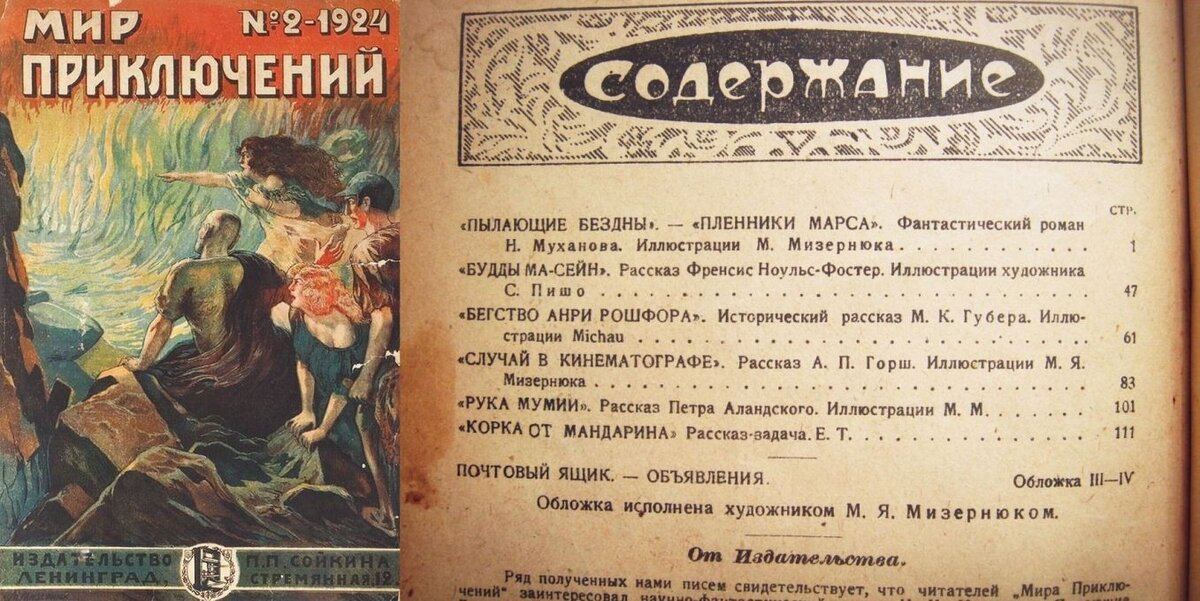 МИР № 2-1924
ПРИКЛЮЧЕНИЙ
ИЗДАТЕЛЬСТВО П.П. СОЙКИНА
ЛЕНИНГРАД, СТРЕМЯННАЯ, 12.
Содержание
СТР.
«ПЫЛАЮЩИЕ БЕЗДНЫ». — «ПЛЕННИКИ МАРСА». Фантастический роман
Н. Муханова. Иллюстрации М. Мизернюка . . . . . . . . . . . . 1
«БУДДЫ МА-СЕЙН». Рассказ Френсис Ноульс-Фостер. Иллюстрации художника
С. Пишо . . . . . . . . . . . . . . . . . . . . . . . . . . . . . . 47
«БЕГСТВО АНРИ РОШФОРА». Исторический рассказ М. К. Губера. Иллю-
страции Michau . . . . . . . . . . . . . . . . . . . . . . . . . . . 61
«СЛУЧАЙ В КИНЕМАТОГРАФЕ». Рассказ А. П. Горш. Иллюстрации М. Я.
Мизернюка . . . . . . . . . . . . . . . . . . . . . . . . . . . . . 83
«РУКА МУМИИ». Рассказ Петра Аландского. Иллюстрации М. М. . . . . . . . 101
«КОРКА ОТ МАНДАРИНА» Рассказ-задача. Е. Т. . . . . . . . . . . . . . . . 111
ПОЧТОВЫЙ ЯЩИК. — ОБЪЯВЛЕНИЯ. Обложка III—IV
Обложка исполнена художником М. Я. Мизернюком.
От Издательства.
Ряд полученных нами писем свидетельствует, что читателей „Мира Приклю-
чений" заинтересовал